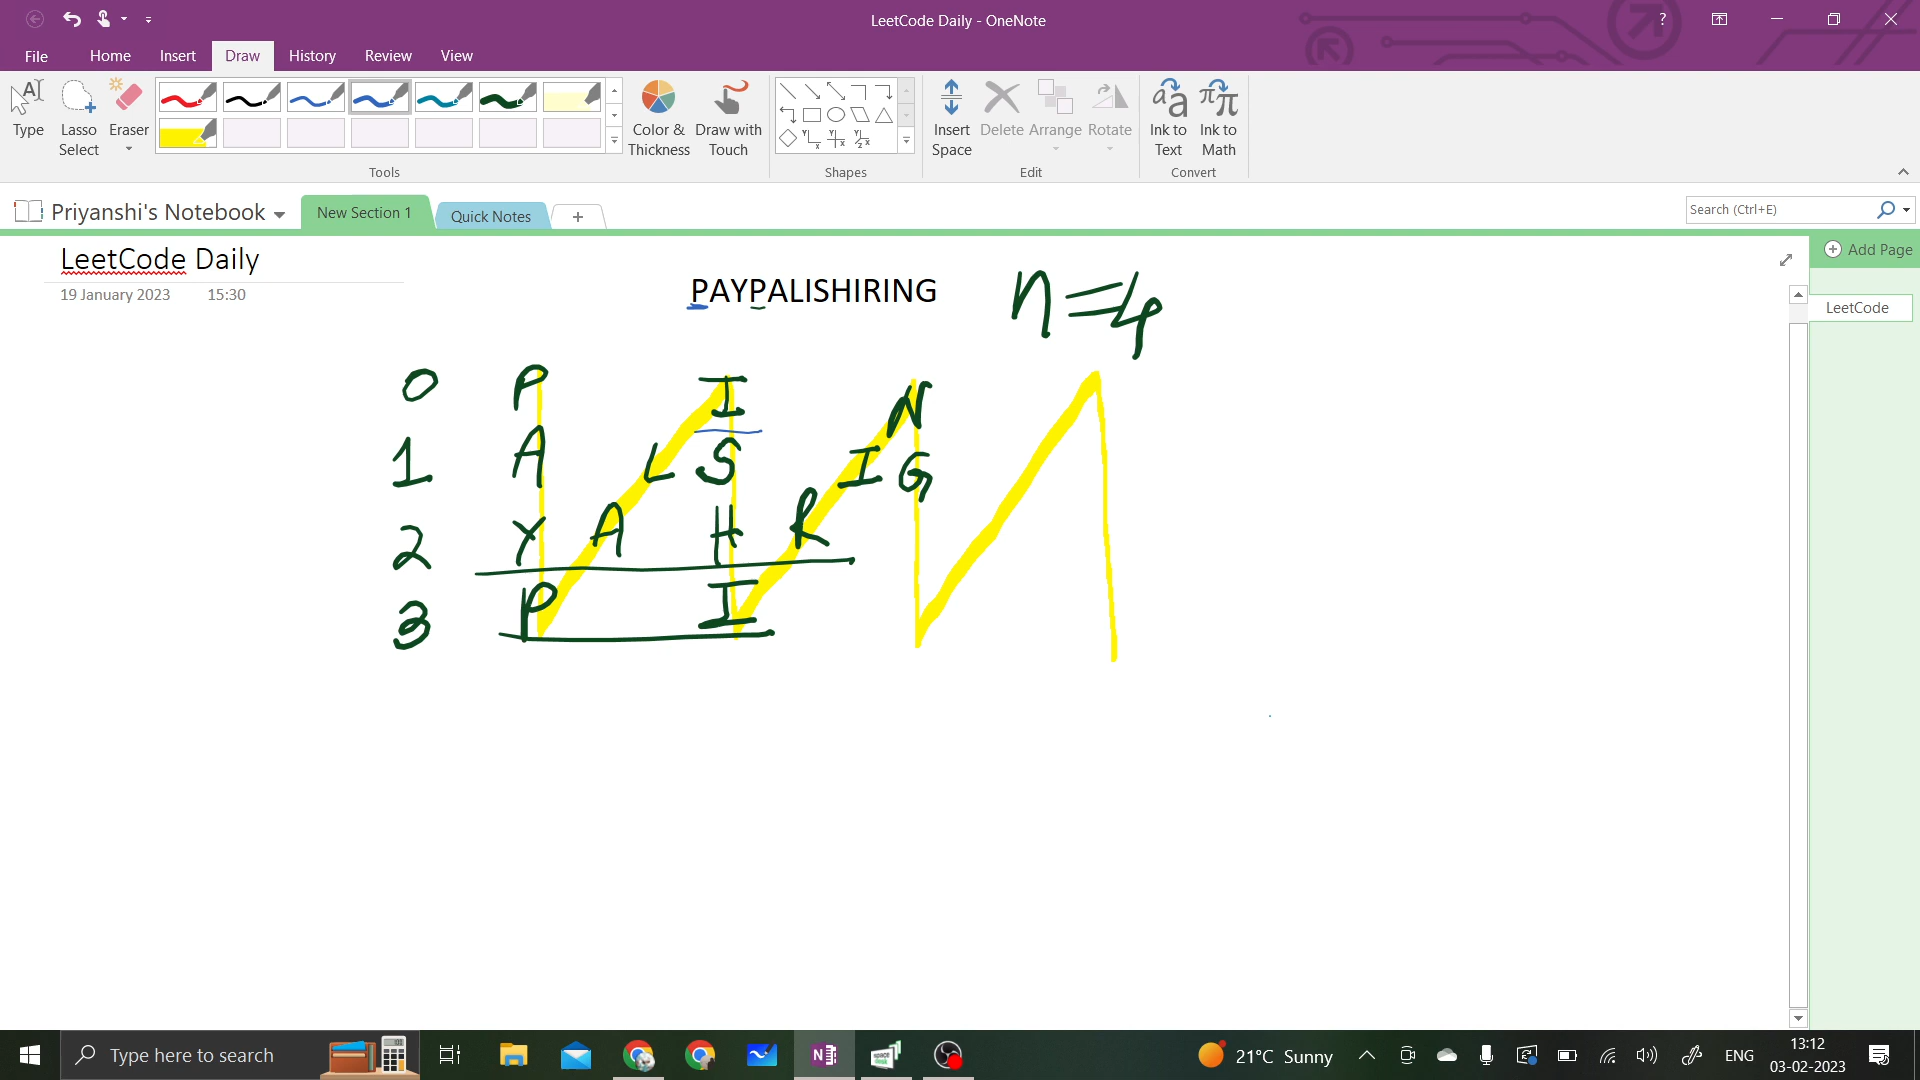 LeetCode Daily - OneNote
?
File Home Insert Draw History Review View
Type
Lasso Select
Eraser
Color & Thickness
Draw with Touch
Insert Space
Delete
Arrange
Rotate
Ink to Text
Ink to Math
Tools
Shapes
Edit
Convert
Priyanshi's Notebook
New Section 1
Quick Notes
+
Search (Ctrl+E)
LeetCode Daily
19 January 2023 15:30
Add Page
LeetCode
PAYPALISHIRING n=4
0 P I N
1 A L S I G
2 Y A H R
3 P I
Type here to search
21°C Sunny
ENG
13:12
03-02-2023